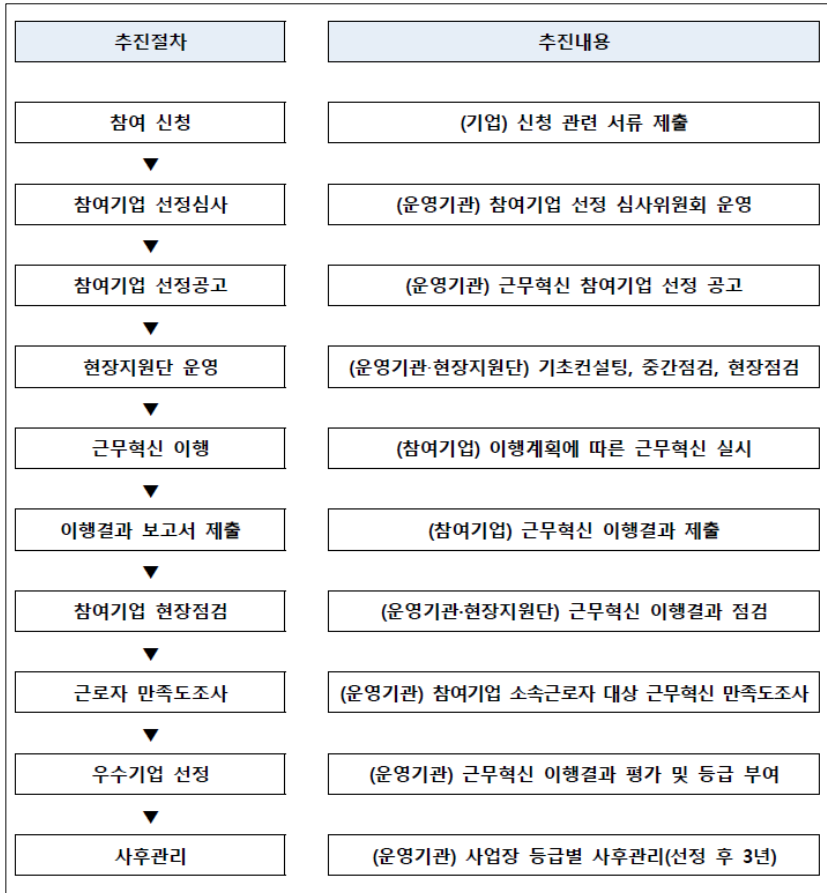 추진절차 추진내용
참여 신청 (기업) 신청 관련 서류 제출
▼
참여기업 선정심사 (운영기관) 참여기업 선정 심사위원회 운영
▼
참여기업 선정공고 (운영기관) 근무혁신 참여기업 선정 공고
▼
현장지원단 운영 (운영기관·현장지원단) 기초컨설팅, 중간점검, 현장점검
▼
근무혁신 이행 (참여기업) 이행계획에 따른 근무혁신 실시
▼
이행결과 보고서 제출 (참여기업) 근무혁신 이행결과 제출
▼
참여기업 현장점검 (운영기관·현장지원단) 근무혁신 이행결과 점검
▼
근로자 만족도조사 (운영기관) 참여기업 소속근로자 대상 근무혁신 만족도조사
▼
우수기업 선정 (운영기관) 근무혁신 이행결과 평가 및 등급 부여
▼
사후관리 (운영기관) 사업장 등급별 사후관리(선정 후 3년)